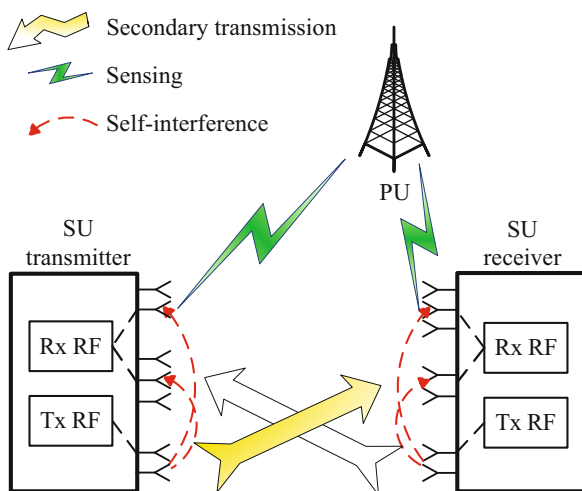 Secondary transmission
Sensing
Self-interference
PU
SU
transmitter
SU
receiver
Rx RF
Tx RF
Rx RF
Tx RF